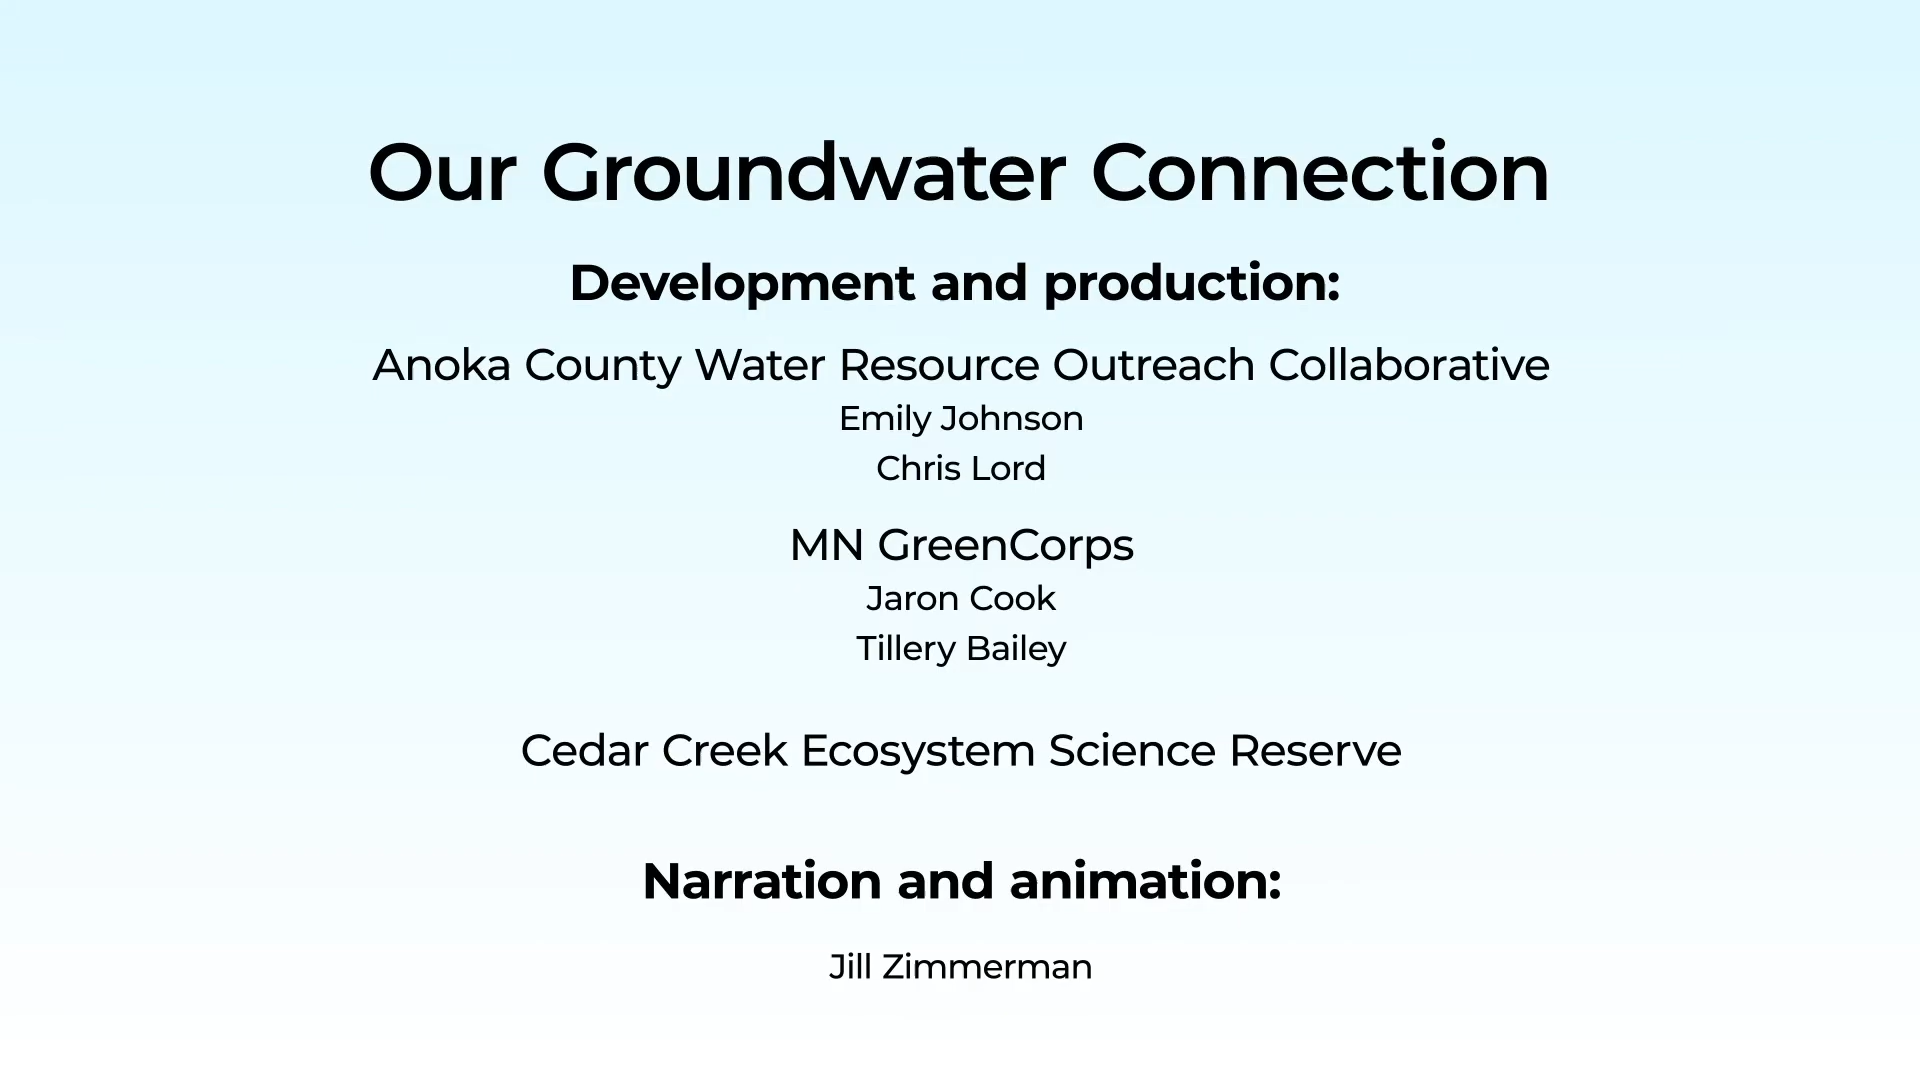 Our Groundwater Connection
Development and production:
Anoka County Water Resource Outreach Collaborative
Emily Johnson
Chris Lord
MN GreenCorps
Jaron Cook
Tillery Bailey
Cedar Creek Ecosystem Science Reserve
Narration and animation:
Jill Zimmerman